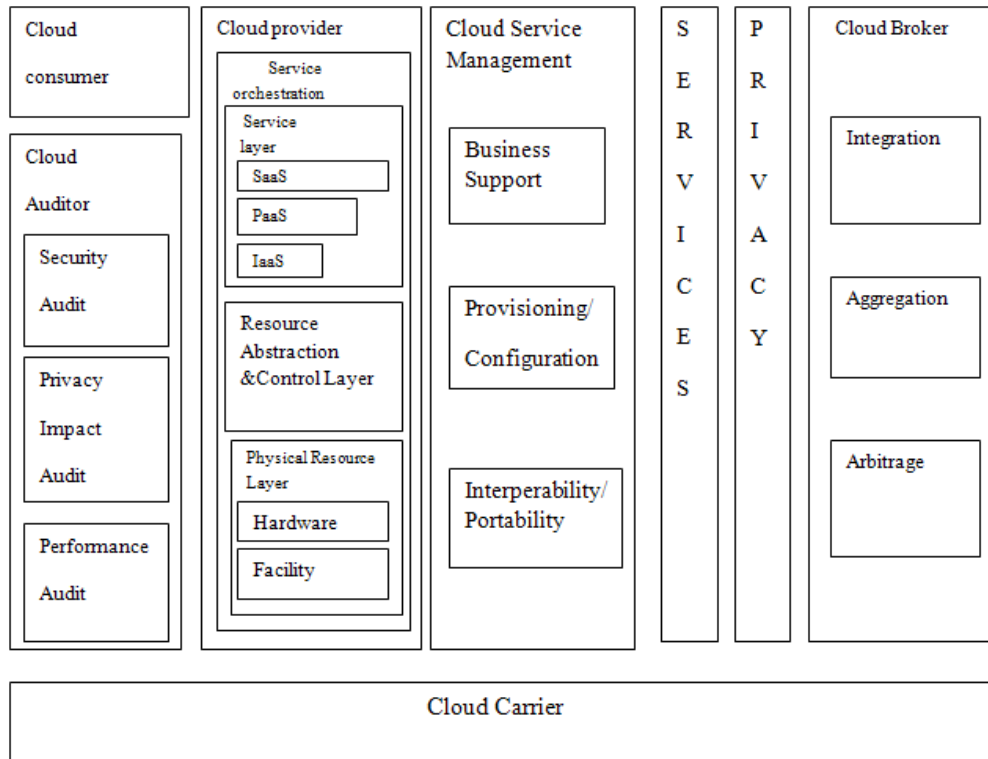 Cloud
consumer
Cloud
Auditor
Security
Audit
Privacy
Impact
Audit
Performance
Audit
Cloud provider
Service
orchestration
Service
layer
SaaS
PaaS
IaaS
Resource
Abstraction
&Control Layer
Physical Resource
Layer
Hardware
Facility
Cloud Service
Management
Business
Support
Provisioning/
Configuration
Interperability/
Portability
S
E
R
V
I
C
E
S
P
R
I
V
A
C
Y
Cloud Broker
Integration
Aggregation
Arbitrage
Cloud Carrier